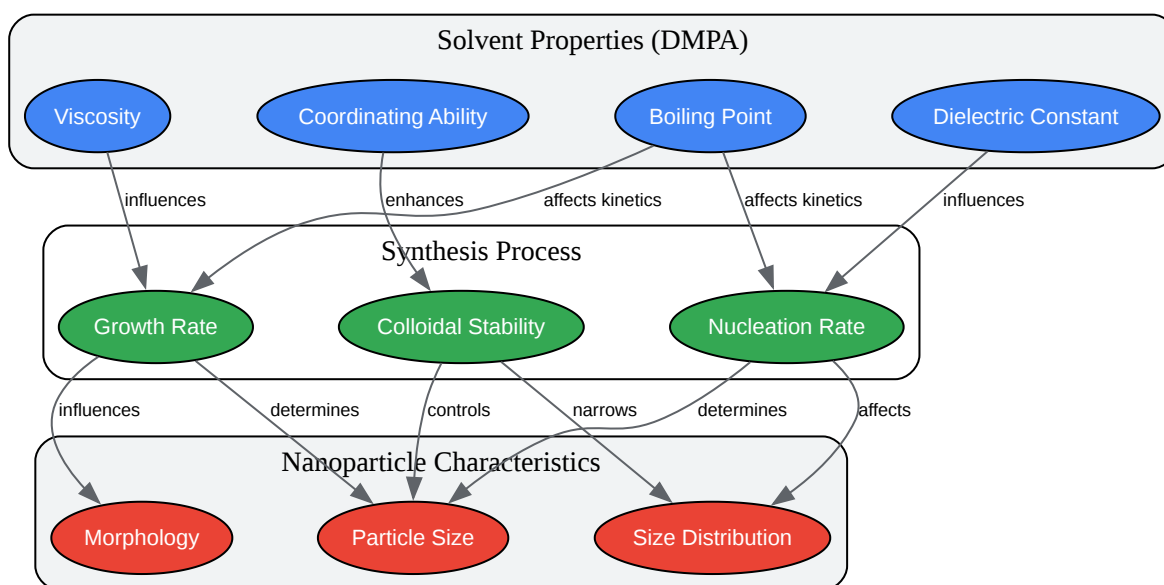 Solvent Properties (DMPA)
Viscosity
Coordinating Ability
Boiling Point
Dielectric Constant
influences
enhances
affects kinetics
affects kinetics
influences
Synthesis Process
Growth Rate
Colloidal Stability
Nucleation Rate
influences
determines
controls
narrows
determines
affects
Nanoparticle Characteristics
Morphology
Particle Size
Size Distribution